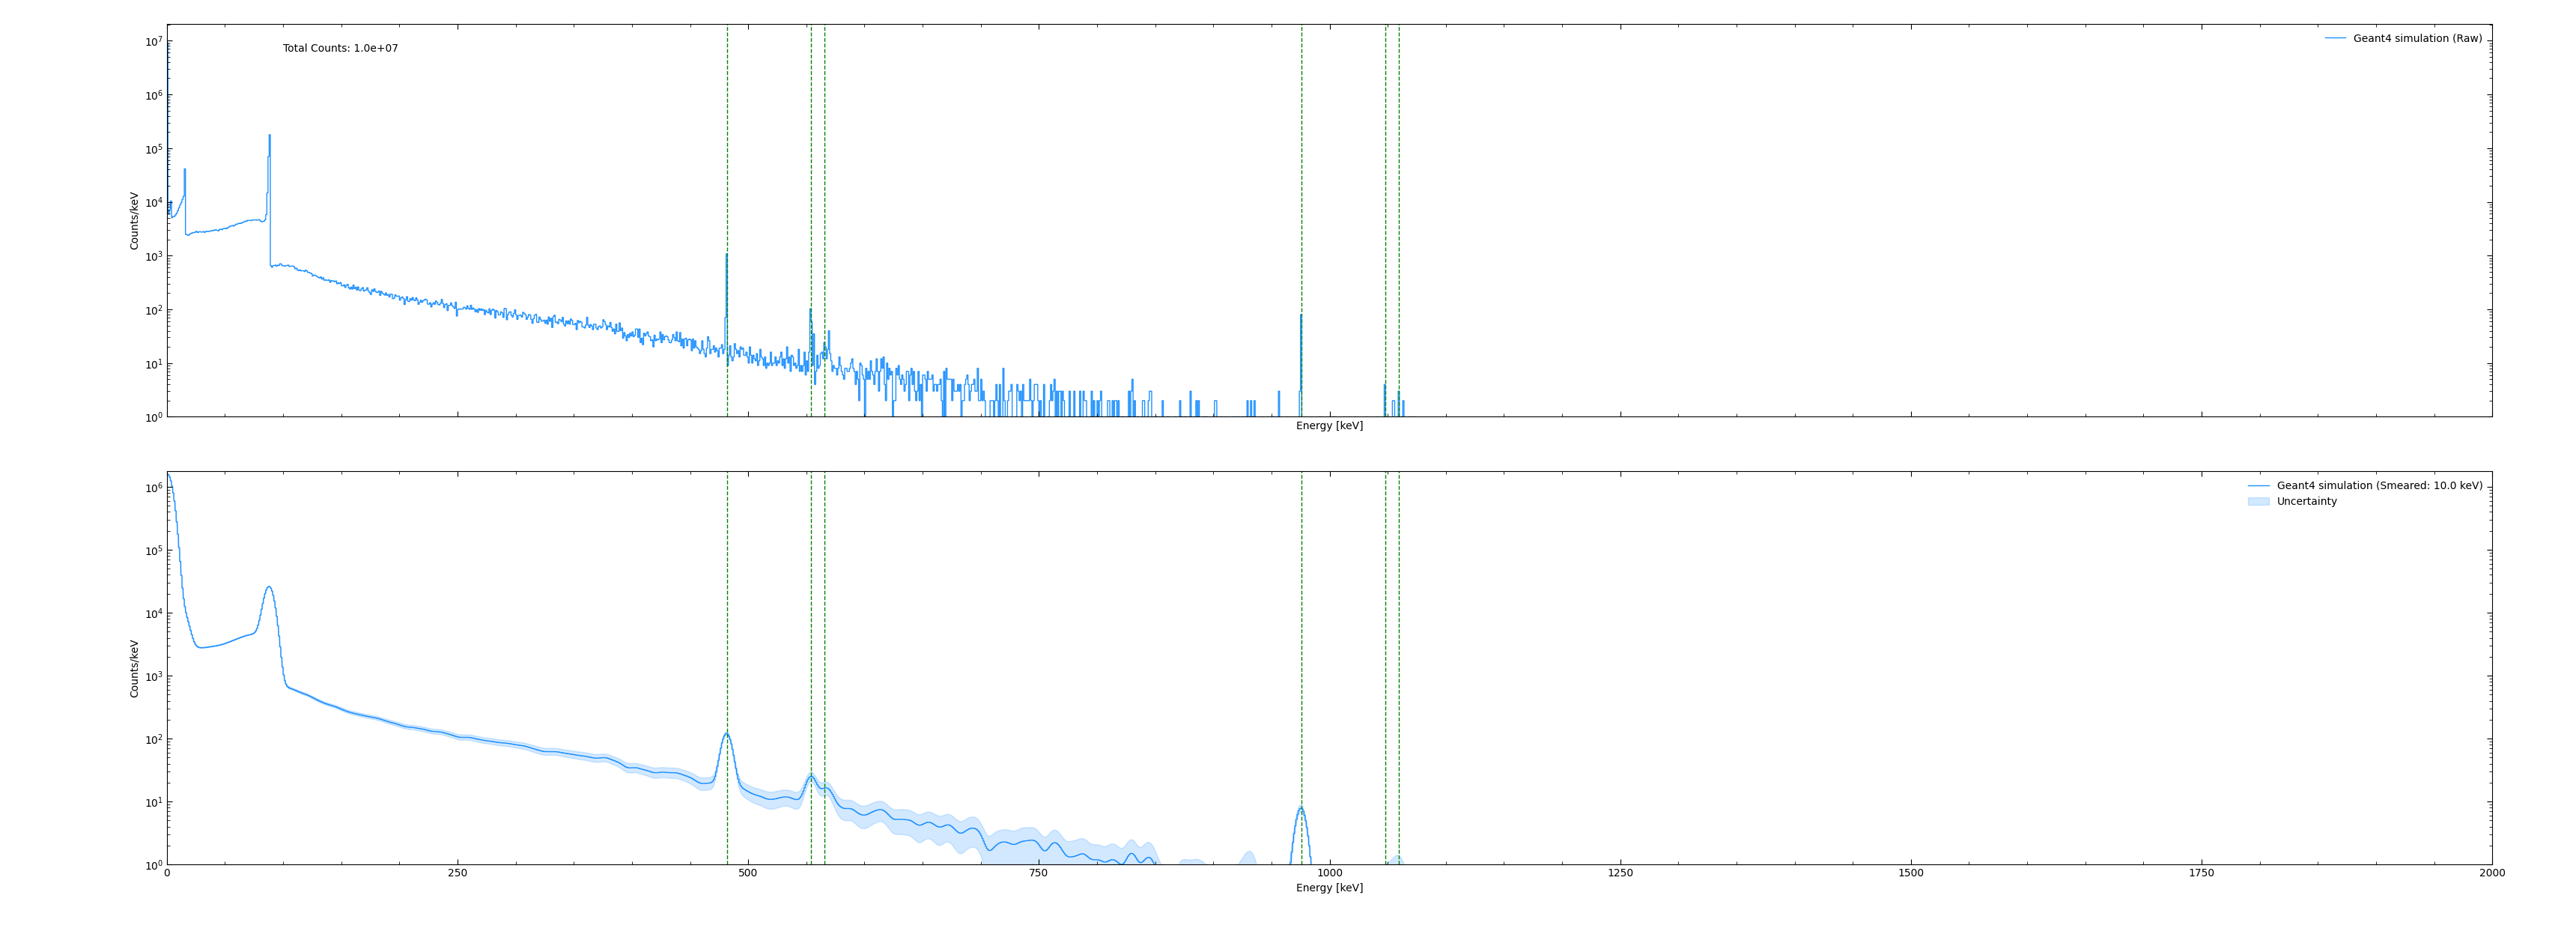 10⁷
10⁶
10⁵
10⁴
10³
10²
10¹
10⁰
Counts/keV
Total Counts: 1.0e+07
Geant4 simulation (Raw)
Energy [keV]
10⁶
10⁵
10⁴
10³
10²
10¹
10⁰
Counts/keV
Geant4 simulation (Smeared: 10.0 keV)
Uncertainty
0 250 500 750 1000 1250 1500 1750 2000
Energy [keV]